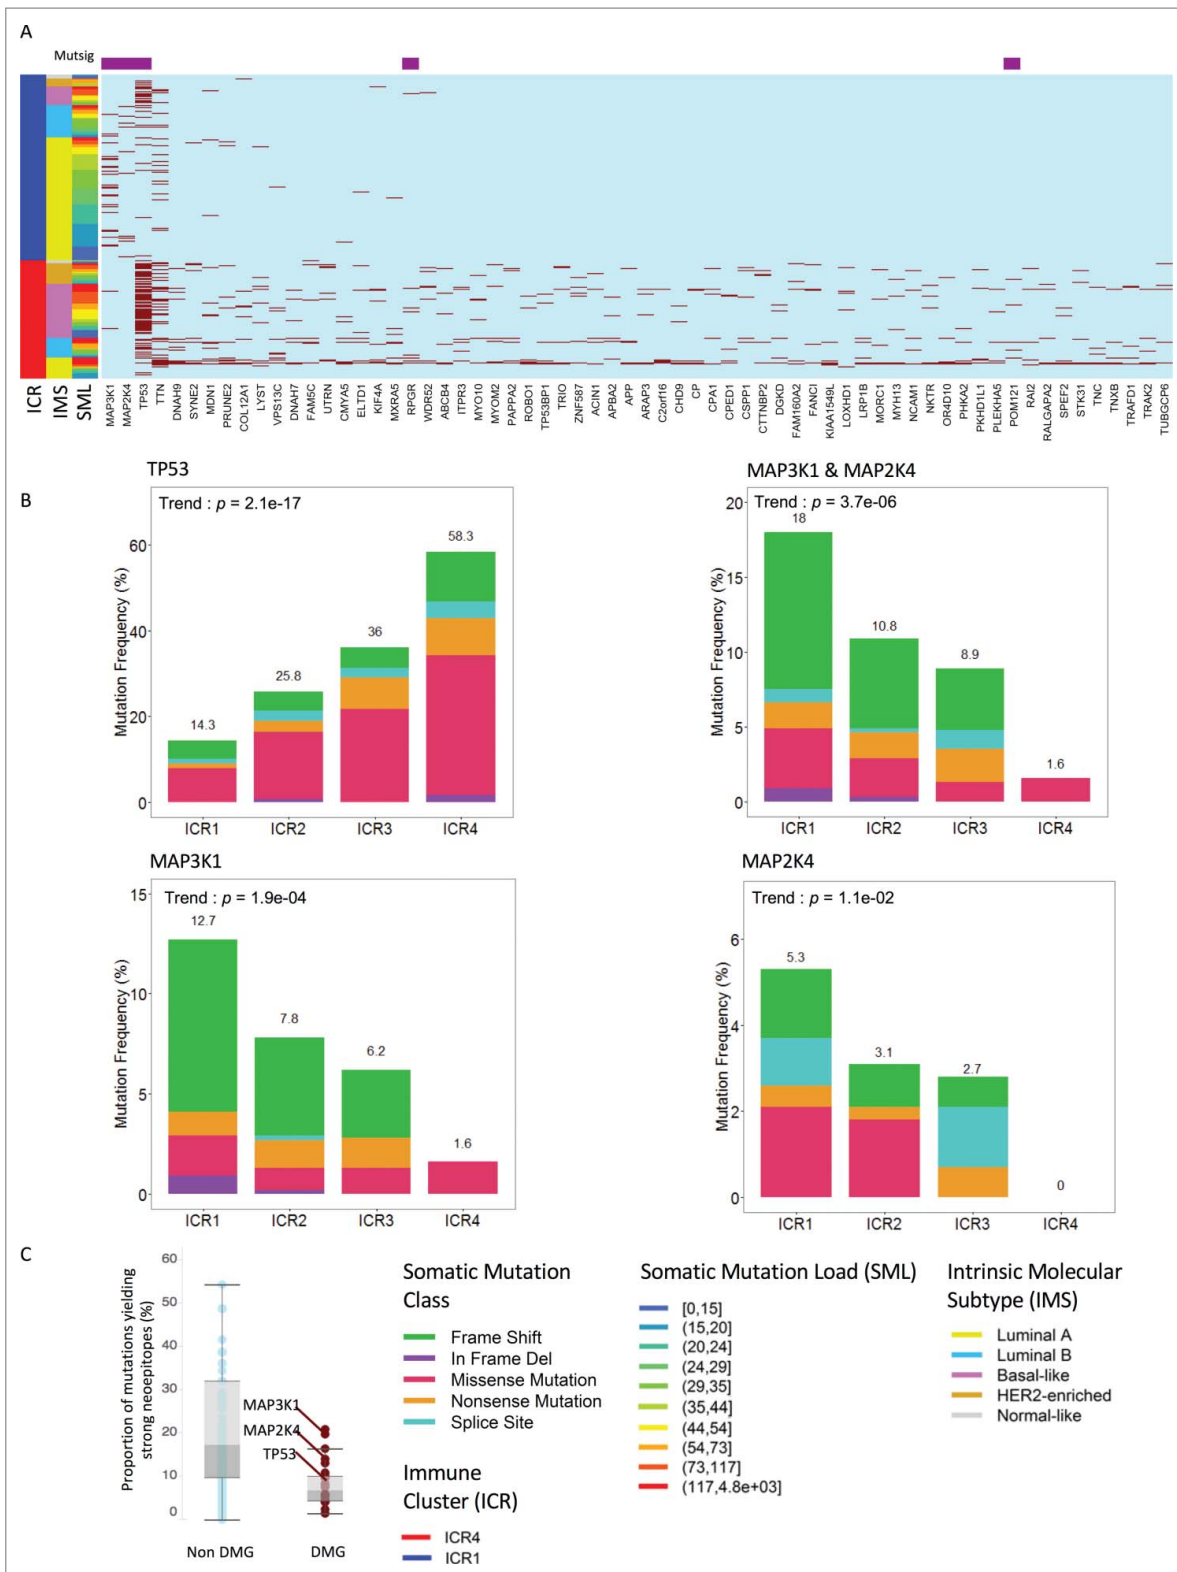 A
Mutsig
ICR
IMS
SML
MAP3K1
MAP2K4
TP53
TTN
DNAH9
SYNE2
MDN1
PRUNE2
COL12A1
LYST
VPS13C
DNAH7
FAM5C
UTRN
CMYA5
ELTD1
KIF4A
MXRA5
RPGR
WDR52
ABCB4
ITPR3
MYO10
MYOM2
PAPPA2
ROBO1
TP53BP1
TRIO
ZNF587
ACIN1
APBA2
APP
ARAP3
C2orf16
CHD9
CP
CPA1
CPED1
CSPP1
CTTNBP2
DGKD
FAM160A2
FANCI
KIAA1549L
LOXHD1
LRP1B
MORC1
MYH13
NCAM1
NKTR
OR4D10
PHKA2
PKHD1L1
PLEKHA5
POM121
RAI2
RALGAPA2
SPEF2
STK31
TNC
TNXB
TRAFD1
TRAK2
TUBGCP6
B
TP53
Trend : p = 2.1e-17
Mutation Frequency (%)
60
40
20
0
14.3
25.8
36
58.3
ICR1
ICR2
ICR3
ICR4
MAP3K1 & MAP2K4
Trend : p = 3.7e-06
Mutation Frequency (%)
20
15
10
5
0
18
10.8
8.9
1.6
ICR1
ICR2
ICR3
ICR4
MAP3K1
Trend : p = 1.9e-04
Mutation Frequency (%)
15
10
5
0
12.7
7.8
6.2
1.6
ICR1
ICR2
ICR3
ICR4
MAP2K4
Trend : p = 1.1e-02
Mutation Frequency (%)
6
4
2
0
5.3
3.1
2.7
0
ICR1
ICR2
ICR3
ICR4
C
Proportion of mutations yielding
strong neoepitopes (%)
60
50
40
30
20
10
0
MAP3K1
MAP2K4
TP53
Non DMG
DMG
Somatic Mutation
Class
Frame Shift
In Frame Del
Missense Mutation
Nonsense Mutation
Splice Site
Immune
Cluster (ICR)
ICR4
ICR1
Somatic Mutation Load (SML)
[0,15]
(15,20]
(20,24]
(24,29]
(29,35]
(35,44]
(44,54]
(54,73]
(73,117]
(117,4.8e+03]
Intrinsic Molecular
Subtype (IMS)
Luminal A
Luminal B
Basal-like
HER2-enriched
Normal-like